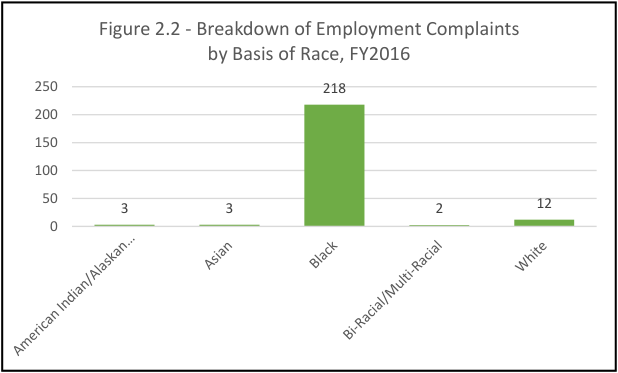 Figure 2.2 - Breakdown of Employment Complaints
by Basis of Race, FY2016
250
200
150
100
50
0
3
3
218
2
12
American Indian/Alaskan...
Asian
Black
Bi-Racial/Multi-Racial
White